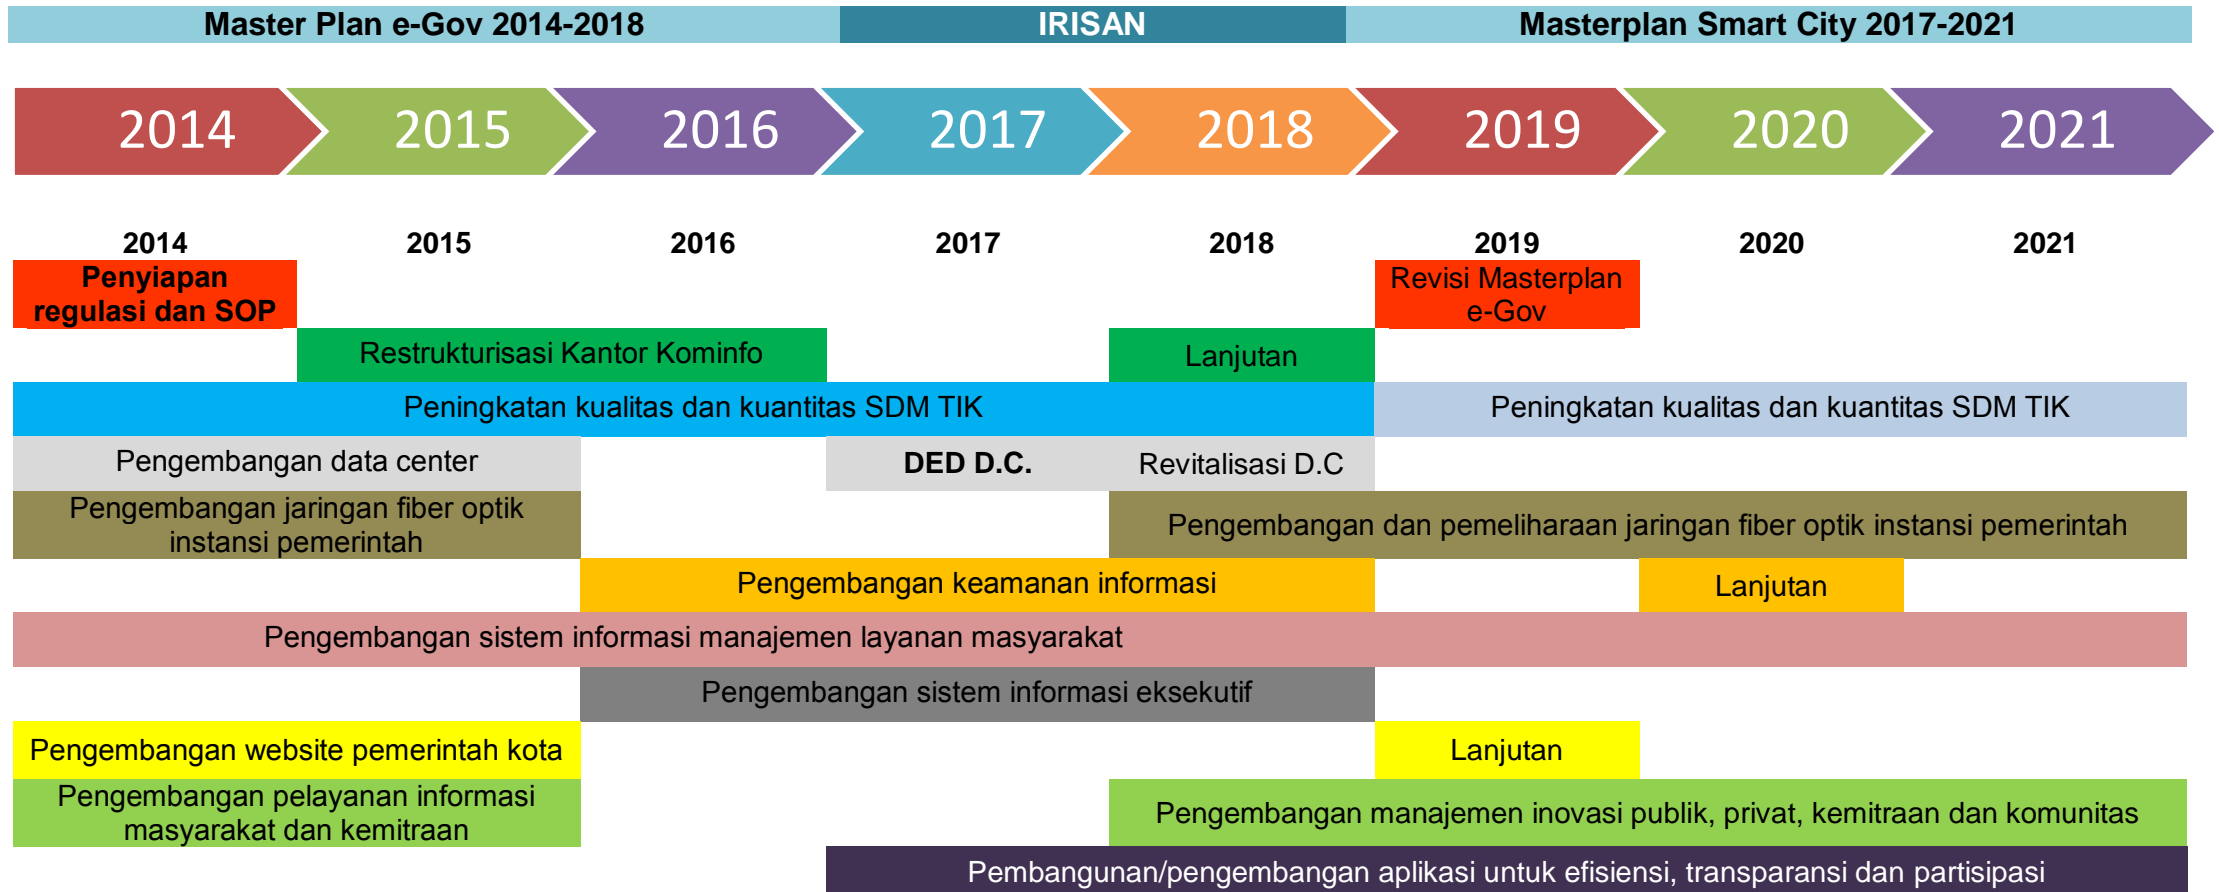 Master Plan e-Gov 2014-2018 IRISAN Masterplan Smart City 2017-2021
2014 2015 2016 2017 2018 2019 2020 2021
2014 2015 2016 2017 2018 2019 2020 2021
Penyiapan
regulasi dan SOP
Revisi Masterplan
e-Gov
Restrukturisasi Kantor Kominfo Lanjutan
Peningkatan kualitas dan kuantitas SDM TIK Peningkatan kualitas dan kuantitas SDM TIK
Pengembangan data center DED D.C. Revitalisasi D.C
Pengembangan jaringan fiber optik
instansi pemerintah
Pengembangan dan pemeliharaan jaringan fiber optik instansi pemerintah
Pengembangan keamanan informasi Lanjutan
Pengembangan sistem informasi manajemen layanan masyarakat
Pengembangan sistem informasi eksekutif
Pengembangan website pemerintah kota Lanjutan
Pengembangan pelayanan informasi
masyarakat dan kemitraan
Pengembangan manajemen inovasi publik, privat, kemitraan dan komunitas
Pembangunan/pengembangan aplikasi untuk efisiensi, transparansi dan partisipasi